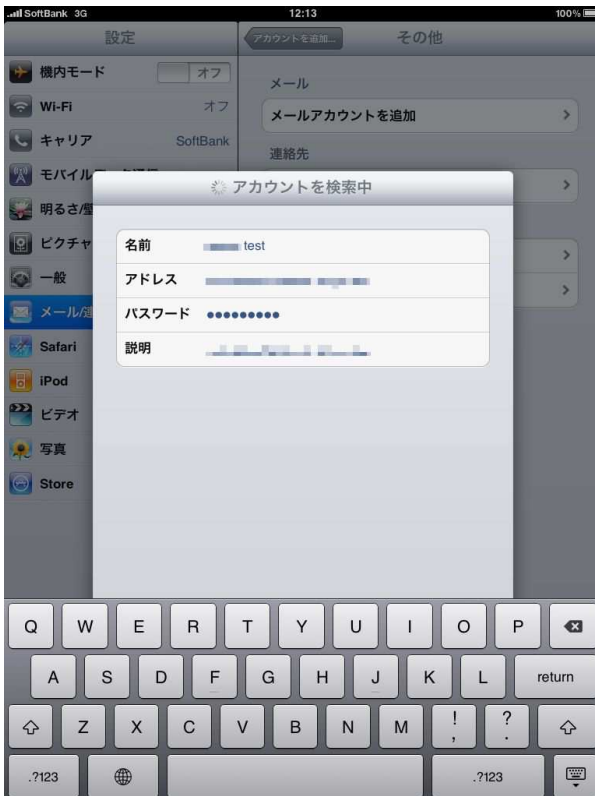 SoftBank 3G 12:13 100%
設定
アカウントを追加... その他
機内モード オフ
Wi-Fi オフ
キャリア SoftBank
モバイル
明るさ/壁
ピクチャ
一般
メール/連
Safari
iPod
ビデオ
写真
Store
メール
メールアカウントを追加
連絡先
アカウントを検索中
名前 test
アドレス
パスワード •••••••••
説明
Q W E R T Y U I O P
A S D F G H J K L return
Z X C V B N M ! , ? .
.?123 .?123